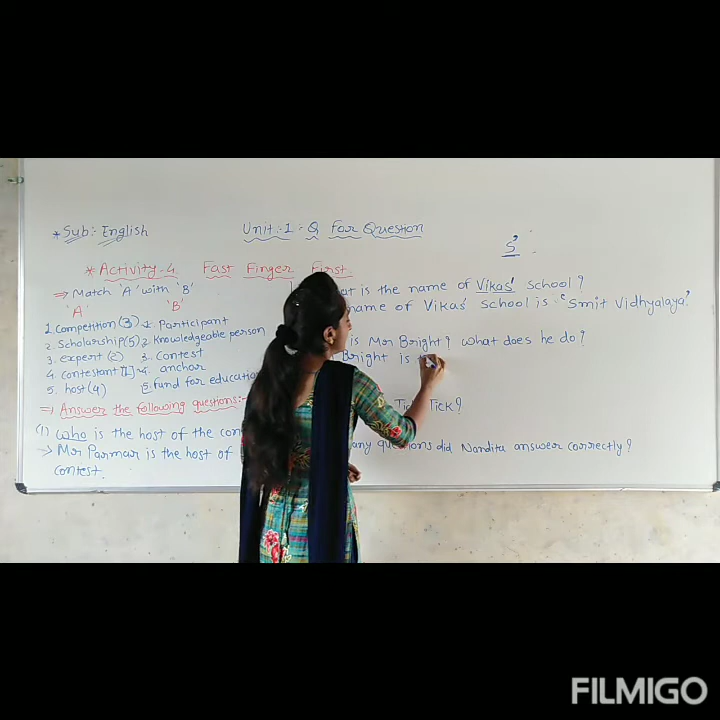 * Sub:- English
Unit:-1:- Q For Question
s'
* Activity-4 Fast Finger First.
⇒ Match 'A' with 'B'
'A' 'B'
1. Competition (3) 1. Participant
2. Scholarship (5) 2. Knowledgeable person
3. expert (2) 3. Contest
4. contestant [1] 4. anchor
5. host (4) 5. Fund for education
⇒ Answer the following questions:-
(1) Who is the host of the con
→ Mr Parmar is the host of
contest.
is the name of Vikas' School?
name of Vikas' School is 'Smit Vidhyalaya'
is Mr Bright? What does he do?
Bright is
Tick?
questions did Nandita answer correctly?
FILMIGO